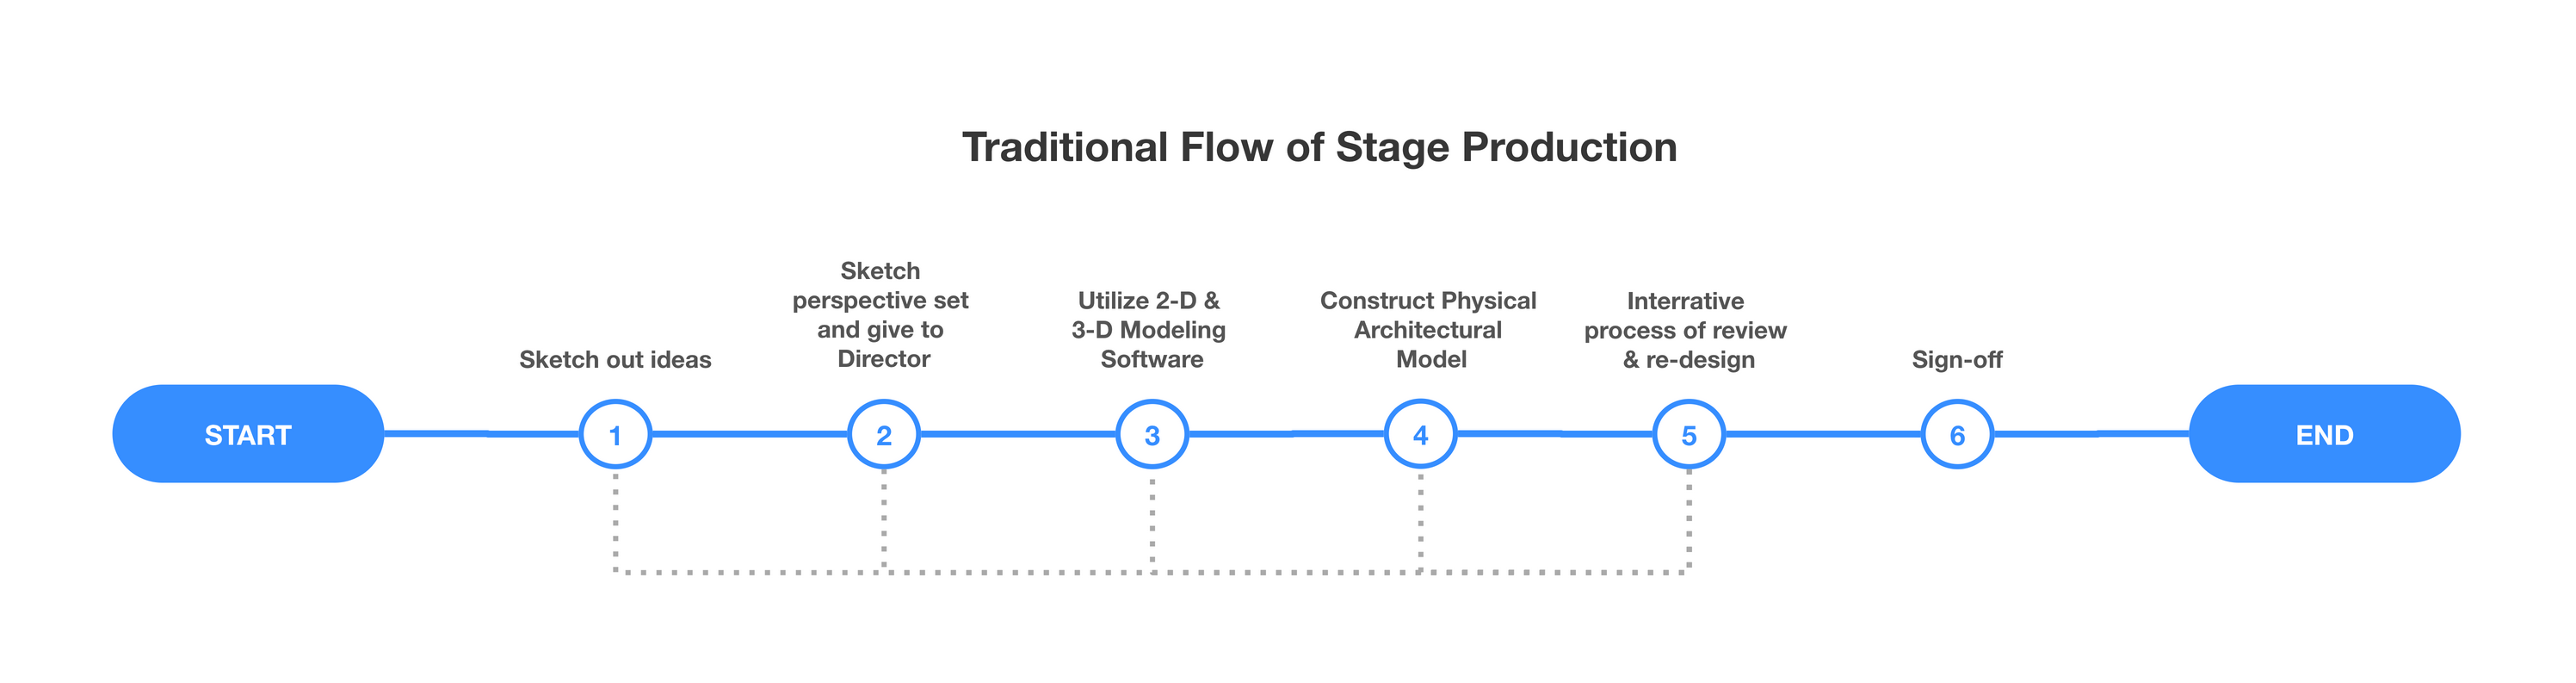 Traditional Flow of Stage Production
Sketch out ideas
Sketch
perspective set
and give to
Director
Utilize 2-D &
3-D Modeling
Software
Construct Physical
Architectural
Model
Interrative
process of review
& re-design
Sign-off
START
1
2
3
4
5
6
END